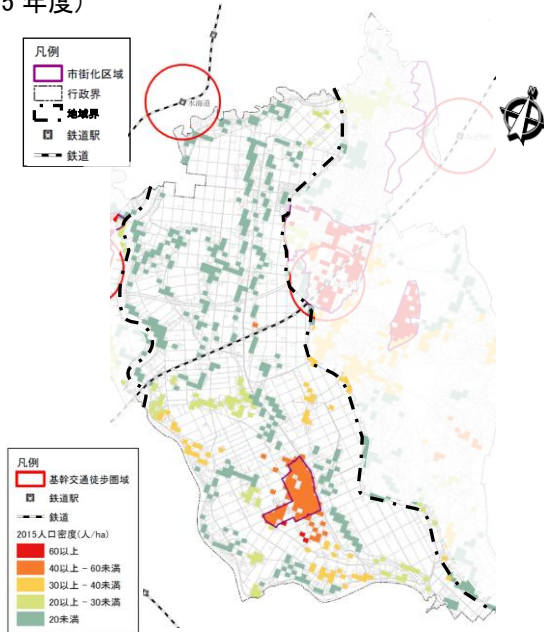 5 年度）
凡例
市街化区域
行政界
地域界
鉄道駅
鉄道
水海道
凡例
基幹交通徒歩圏域
鉄道駅
鉄道
2015人口密度(人/ha)
60以上
40以上 - 60未満
30以上 - 40未満
20以上 - 30未満
20未満